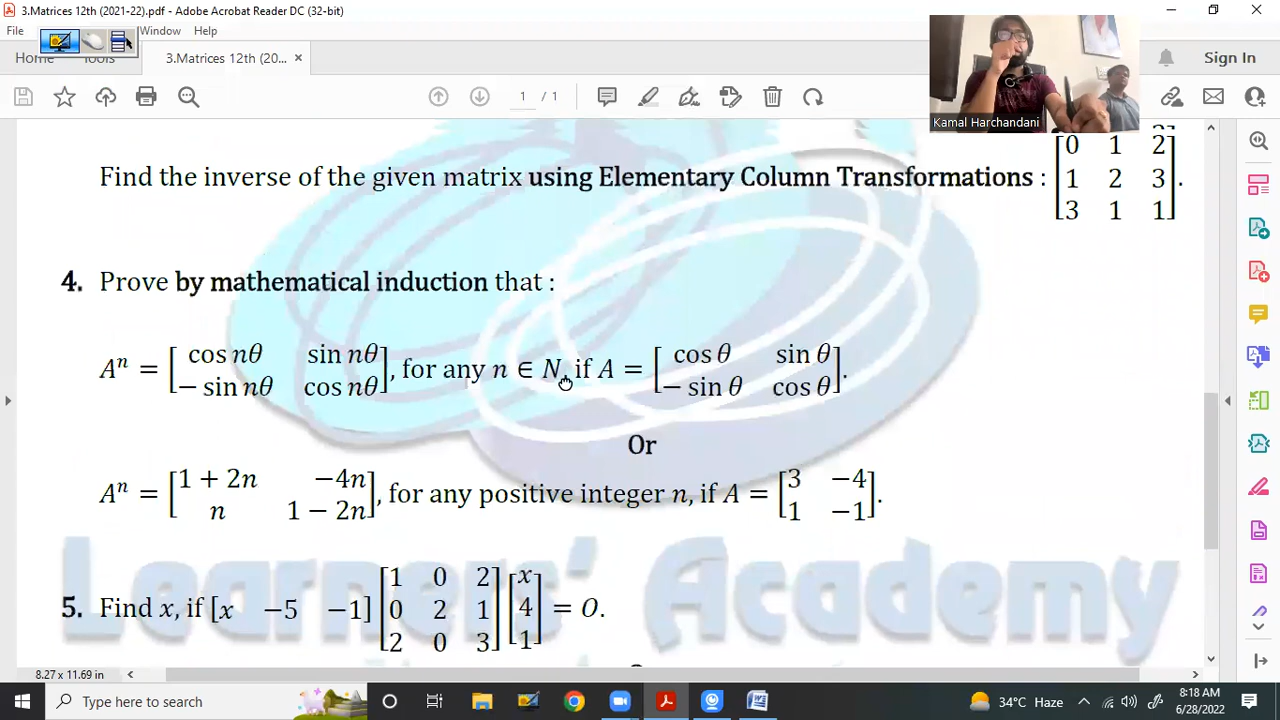 3.Matrices 12th (2021-22).pdf - Adobe Acrobat Reader DC (32-bit)
File Window Help
Home Tools 3.Matrices 12th (20... × Sign In
1 / 1
Kamal Harchandani
Find the inverse of the given matrix using Elementary Column Transformations : [0 1 2
1 2 3
3 1 1].
4. Prove by mathematical induction that :
Aⁿ = [cos nθ sin nθ
− sin nθ cos nθ], for any n ∈ N, if A = [cos θ sin θ
− sin θ cos θ].
Or
Aⁿ = [1 + 2n −4n
n 1 − 2n], for any positive integer n, if A = [3 −4
1 −1].
5. Find x, if [x −5 −1] [1 0 2
0 2 1
2 0 3] [x
4
1] = O.
Learners' Academy
8.27 x 11.69 in
Type here to search
34°C Haze
8:18 AM
6/28/2022